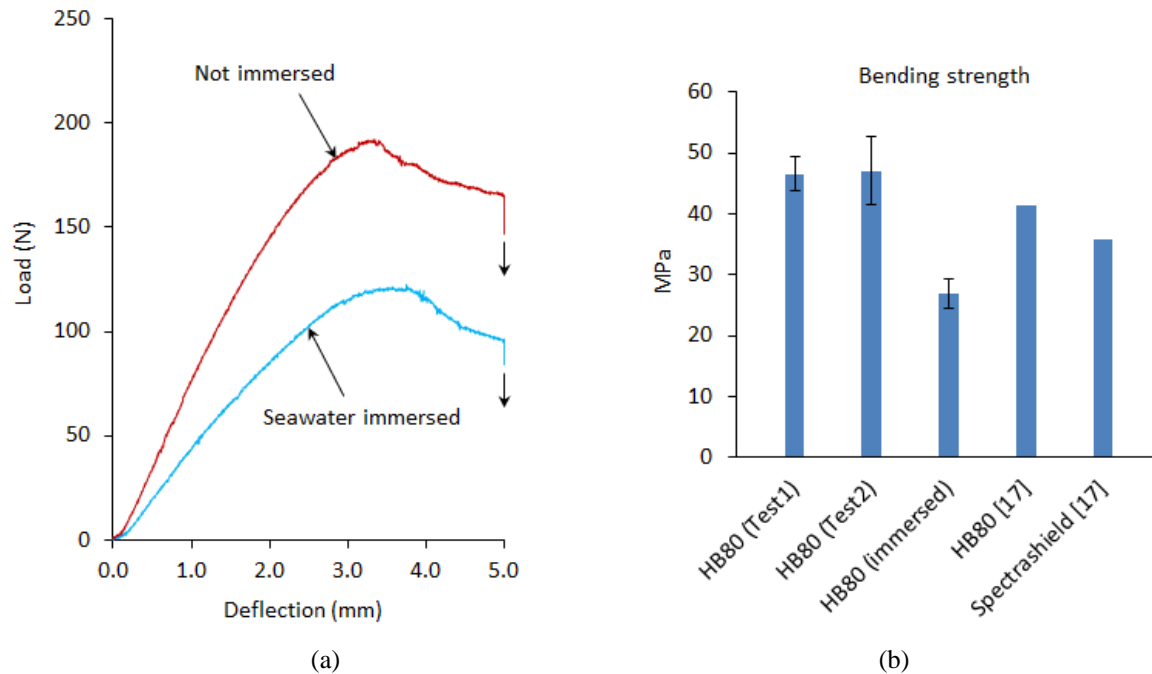 250
200
150
100
50
0
0.0 1.0 2.0 3.0 4.0 5.0
Load (N)
Deflection (mm)
Not immersed
Seawater immersed
(a)
Bending strength
60
50
40
30
20
10
0
MPa
HB80 (Test1)
HB80 (Test2)
HB80 (immersed)
HB80 [17]
Spectrashield [17]
(b)